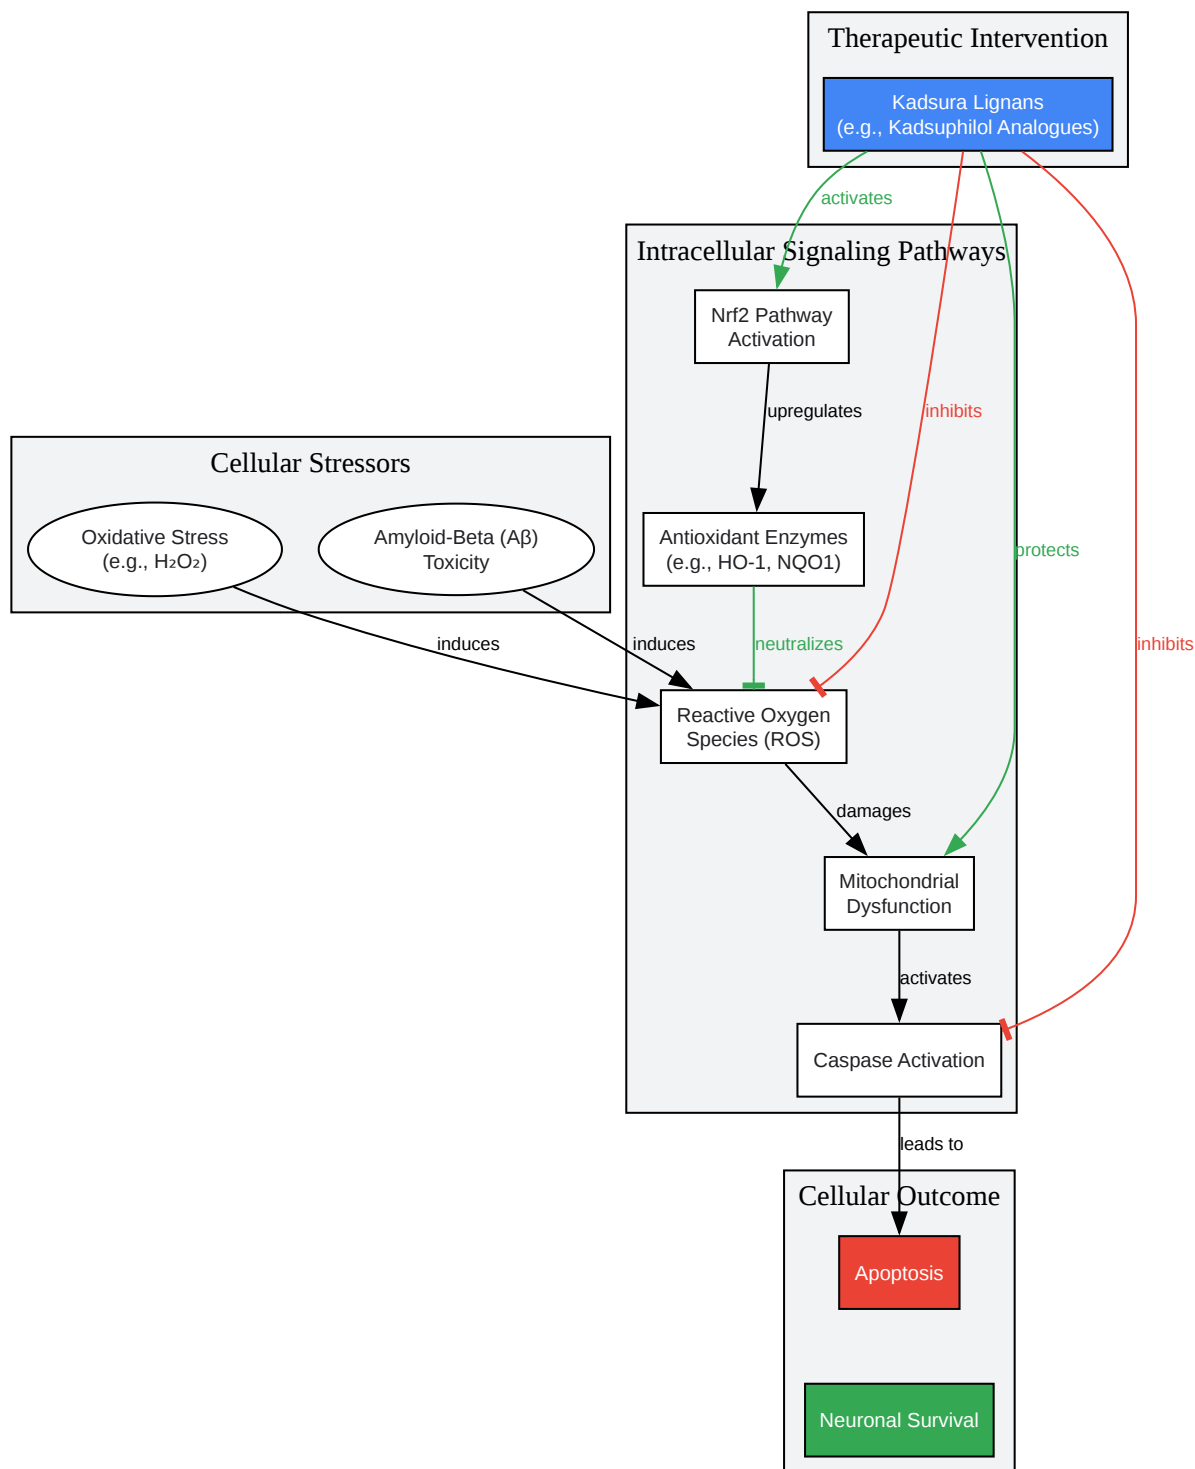 Therapeutic Intervention
Kadsura Lignans
(e.g., Kadsuphilol Analogues)
activates
Intracellular Signaling Pathways
Nrf2 Pathway
Activation
upregulates
inhibits
Cellular Stressors
Oxidative Stress
(e.g., H₂O₂)
Amyloid-Beta (Aβ)
Toxicity
Antioxidant Enzymes
(e.g., HO-1, NQO1)
protects
induces
induces
neutralizes
inhibits
Reactive Oxygen
Species (ROS)
damages
Mitochondrial
Dysfunction
activates
Caspase Activation
leads to
Cellular Outcome
Apoptosis
Neuronal Survival